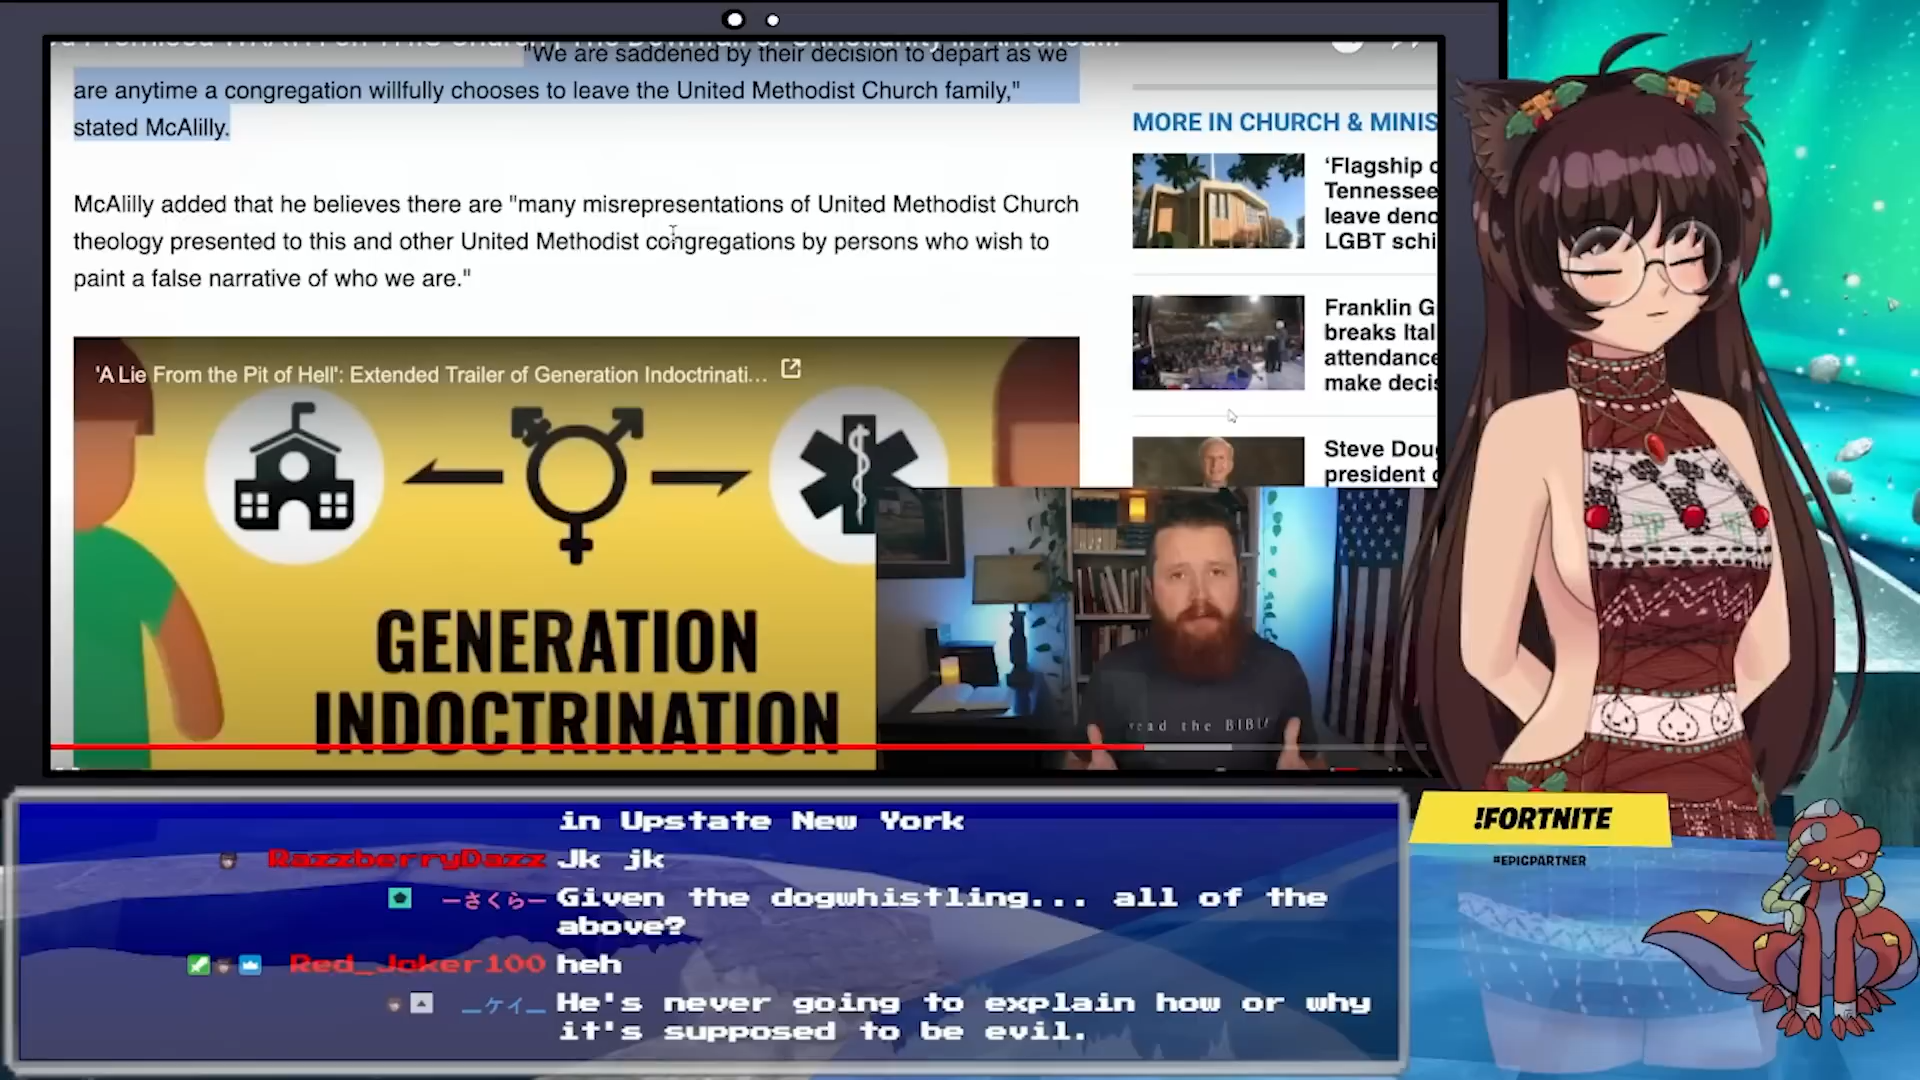 "We are saddened by their decision to depart as we
are anytime a congregation willfully chooses to leave the United Methodist Church family,"
stated McAlilly.
McAlilly added that he believes there are "many misrepresentations of United Methodist Church
theology presented to this and other United Methodist congregations by persons who wish to
paint a false narrative of who we are."
'A Lie From the Pit of Hell': Extended Trailer of Generation Indoctrinati...
GENERATION
INDOCTRINATION
MORE IN CHURCH & MINIS
'Flagship
Tennessee
leave deno
LGBT schi
Franklin G
breaks Ital
attendance
make decis
Steve Doug
president
read the BIBL
in Upstate New York
RazzberryDazz Jk jk
ーさくらー Given the dogwhistling... all of the
above?
Red_Joker100 heh
＿ケイ＿ He's never going to explain how or why
it's supposed to be evil.
!FORTNITE
#EPICPARTNER